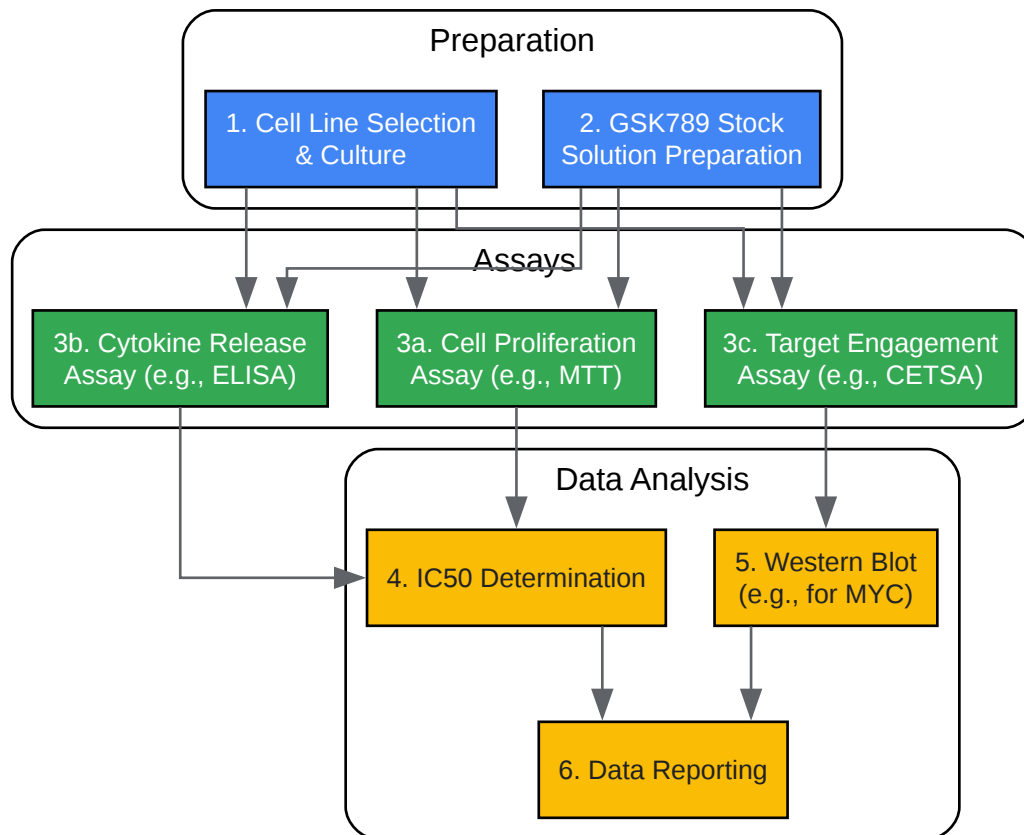 Preparation
1. Cell Line Selection
& Culture
2. GSK789 Stock
Solution Preparation
Assays
3b. Cytokine Release
Assay (e.g., ELISA)
3a. Cell Proliferation
Assay (e.g., MTT)
3c. Target Engagement
Assay (e.g., CETSA)
Data Analysis
4. IC50 Determination
5. Western Blot
(e.g., for MYC)
6. Data Reporting